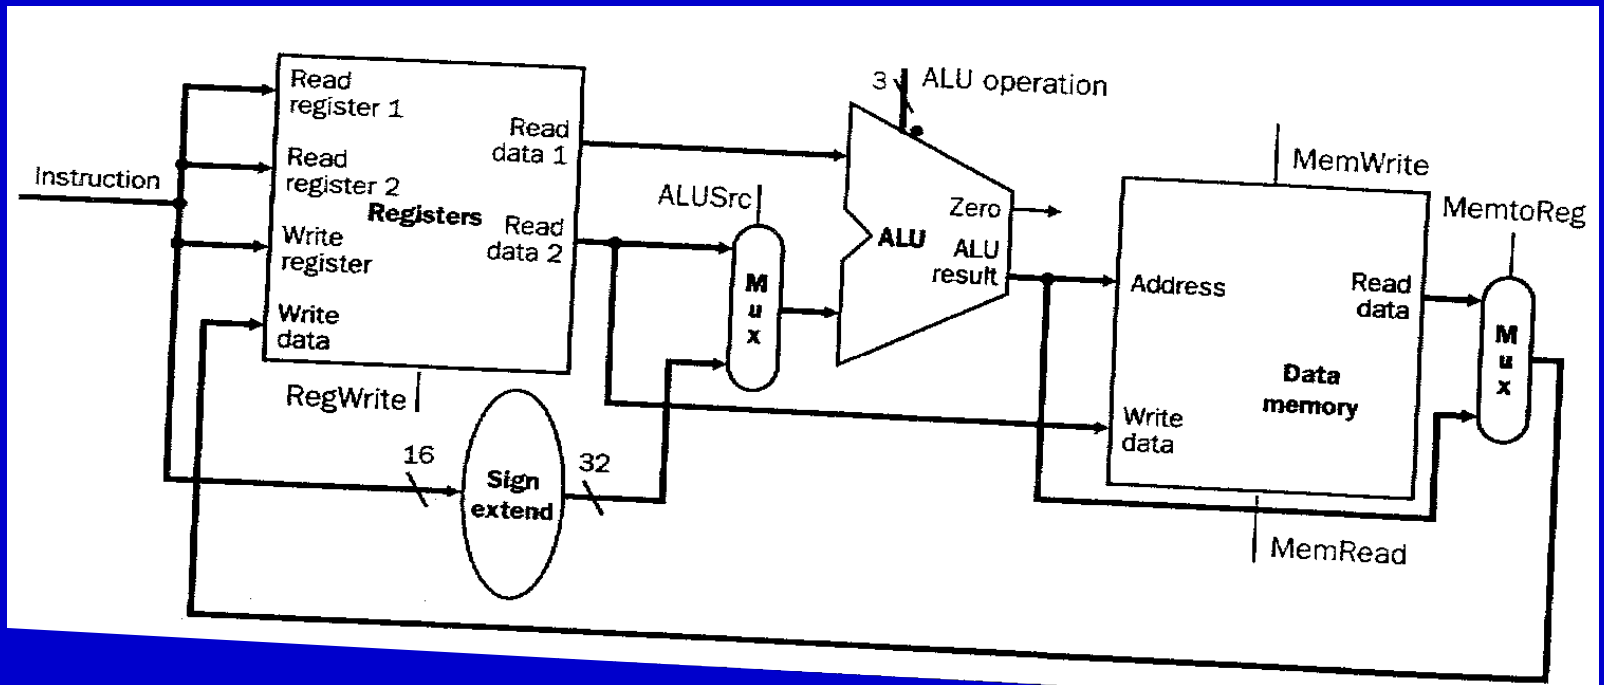 Instruction
Read
register 1
Read
register 2
Registers
Write
register
Write
data
Read
data 1
Read
data 2
RegWrite
16
Sign
extend
32
ALUSrc
M
u
x
3
ALU operation
Zero
ALU
ALU
result
MemWrite
Address
Read
data
Data
memory
Write
data
MemRead
MemtoReg
M
u
x